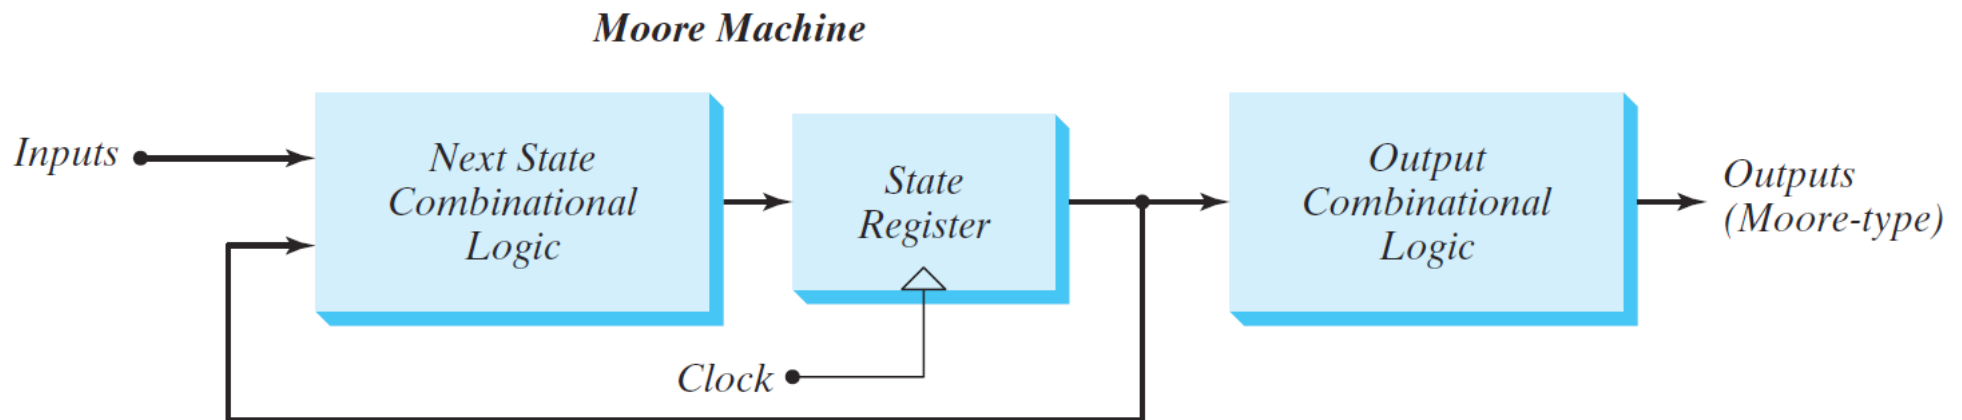 Moore Machine
Inputs
Next State
Combinational
Logic
State
Register
Clock
Output
Combinational
Logic
Outputs
(Moore-type)